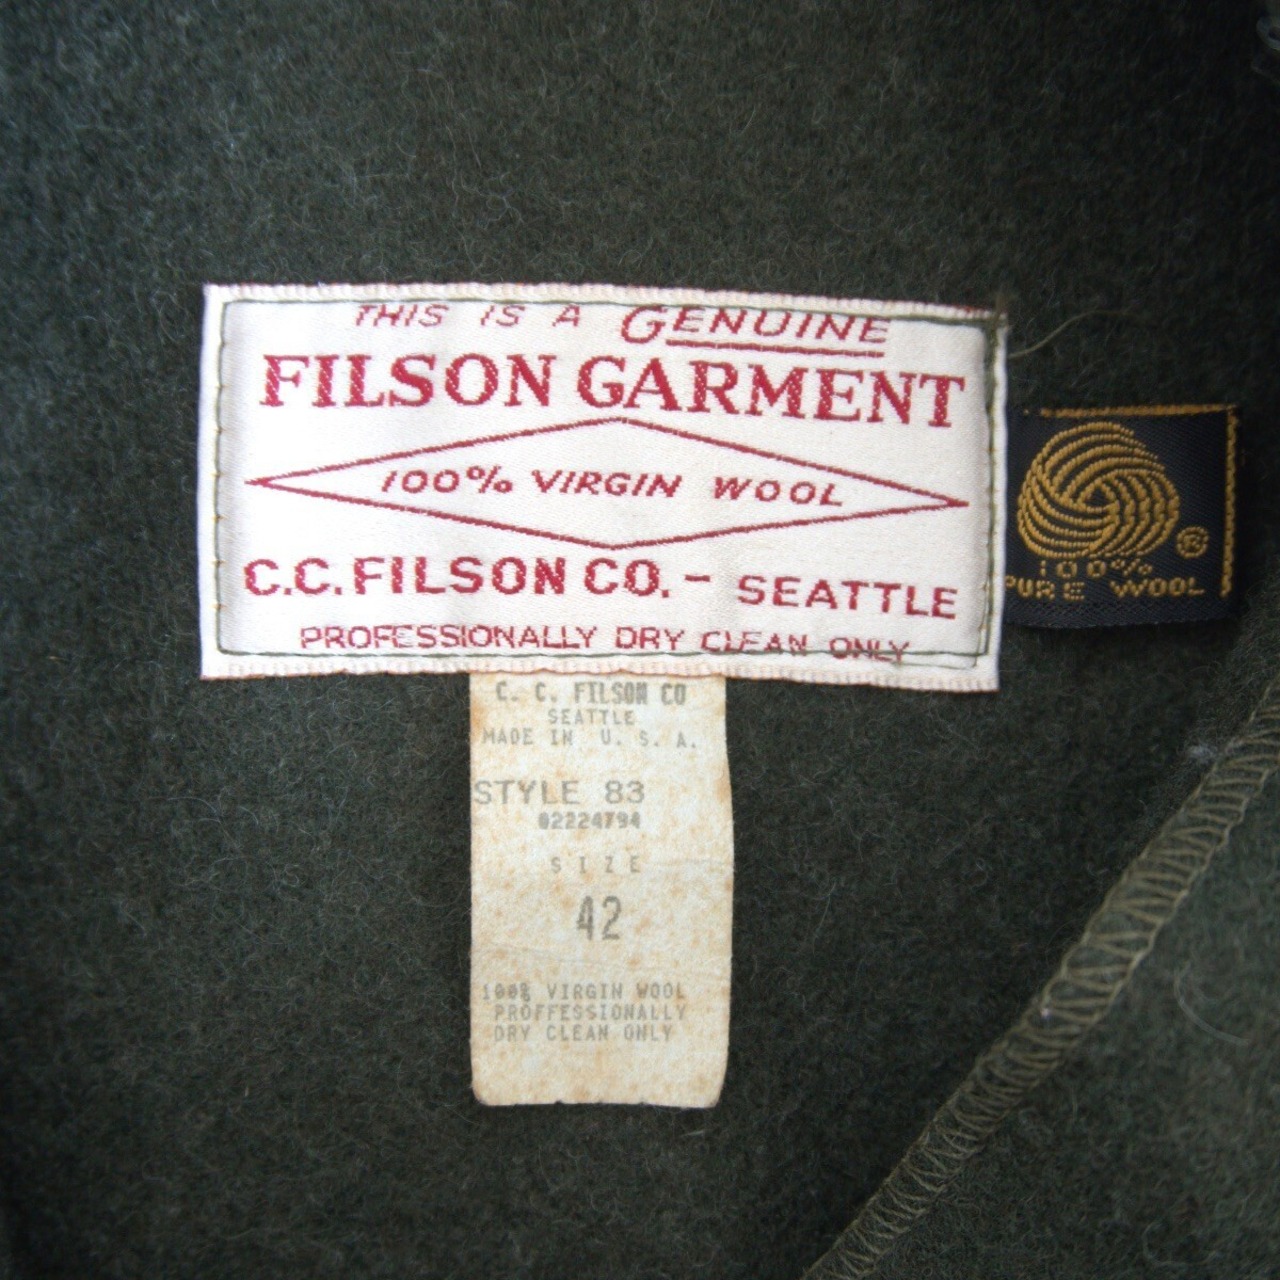 THIS IS A GENUINE
FILSON GARMENT
100% VIRGIN WOOL
C.C. FILSON CO. - SEATTLE
PROFESSIONALLY DRY CLEAN ONLY
®
100%
PURE WOOL
C. C. FILSON CO
SEATTLE
MADE IN U. S. A.
STYLE 83
02224794
SIZE
42
100% VIRGIN WOOL
PROFFESSIONALLY
DRY CLEAN ONLY